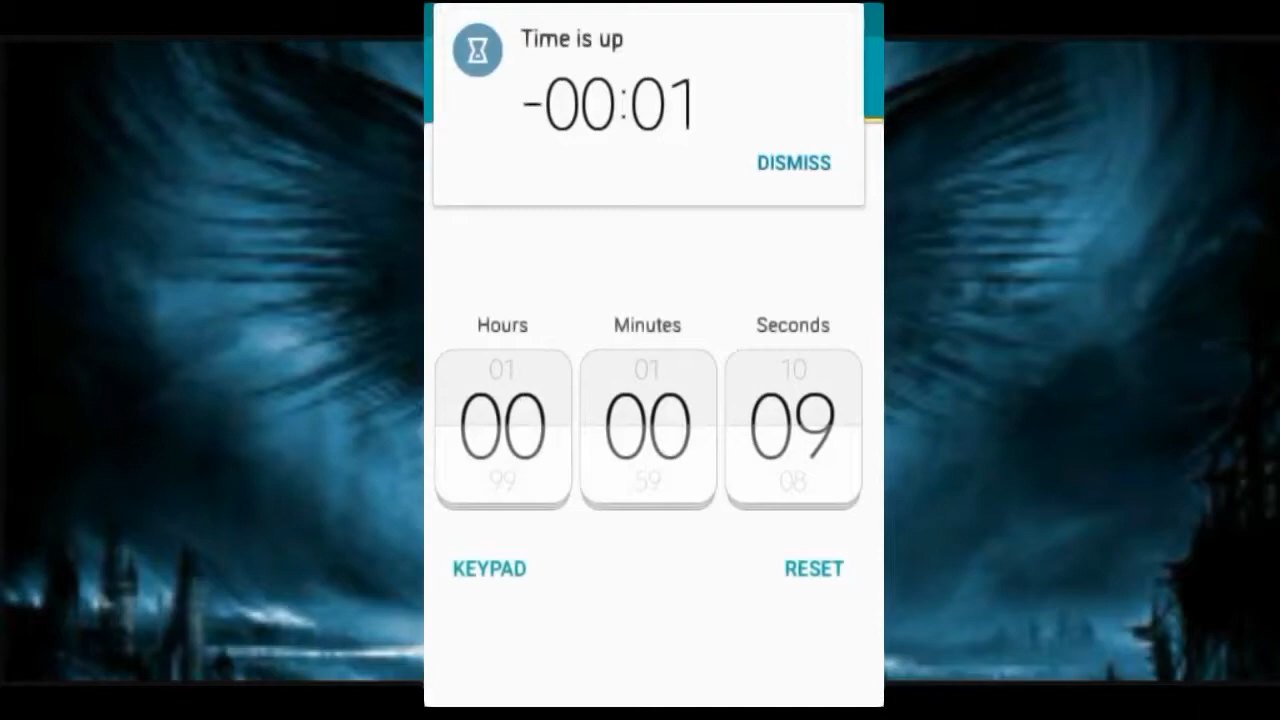 Time is up
-00:01
DISMISS
Hours Minutes Seconds
01 01 10
00 00 09
99 59 08
KEYPAD RESET